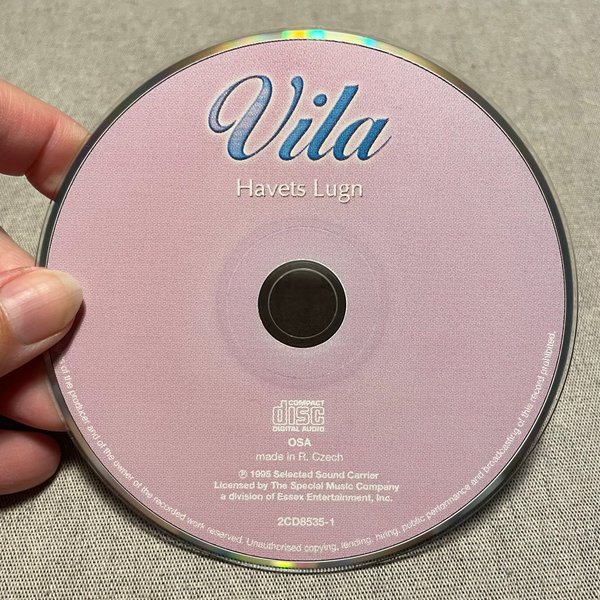 Vila
Havets Lugn
COMPACT
disc
DIGITAL AUDIO
OSA
made in R. Czech
℗ 1995 Selected Sound Carrier
Licensed by The Special Music Company
a division of Essex Entertainment, Inc.
2CD8535-1
of the producer and of the owner of the recorded work reserved. Unauthorised copying, lending, hiring, public performance and broadcasting of this record prohibited.